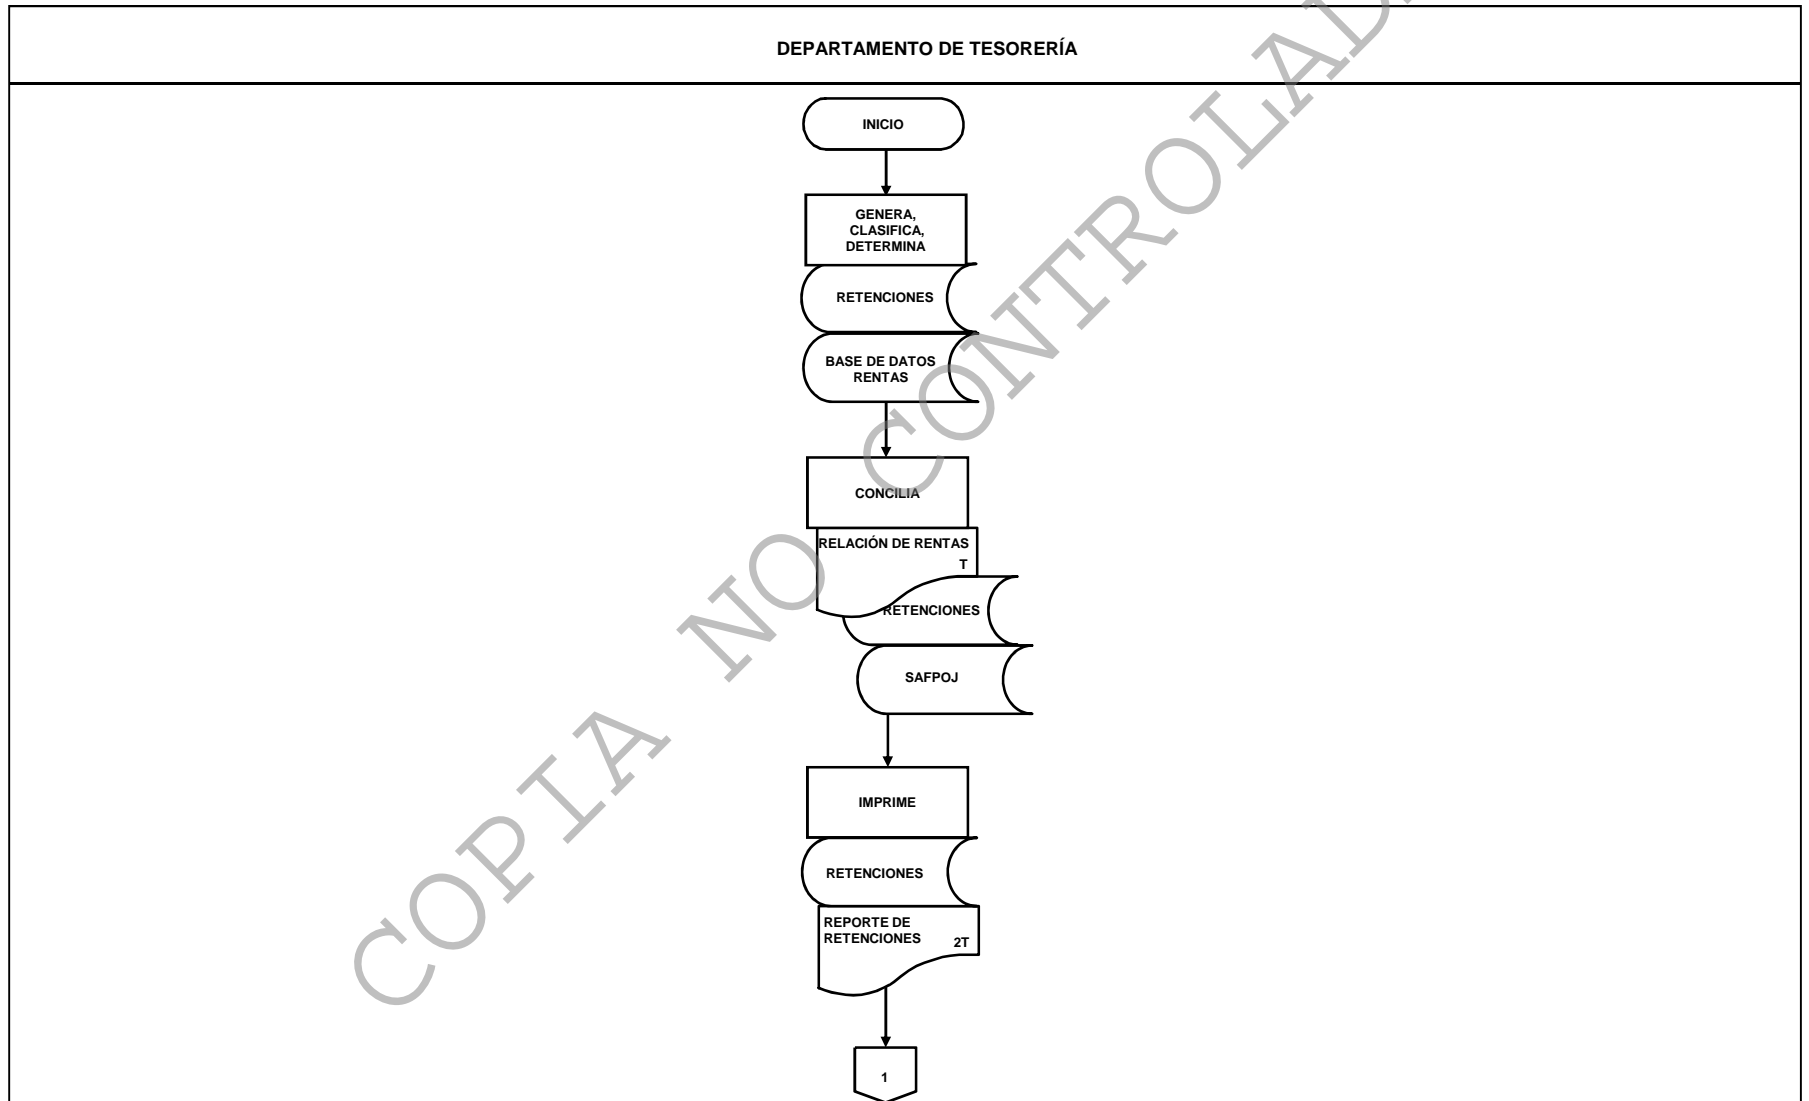 DEPARTAMENTO DE TESORERÍA
INICIO
GENERA,
CLASIFICA,
DETERMINA
RETENCIONES
BASE DE DATOS
RENTAS
CONCILIA
RELACIÓN DE RENTAS
T
RETENCIONES
SAFPOJ
IMPRIME
RETENCIONES
REPORTE DE
RETENCIONES
2T
1
COPIA NO CONTROLAD